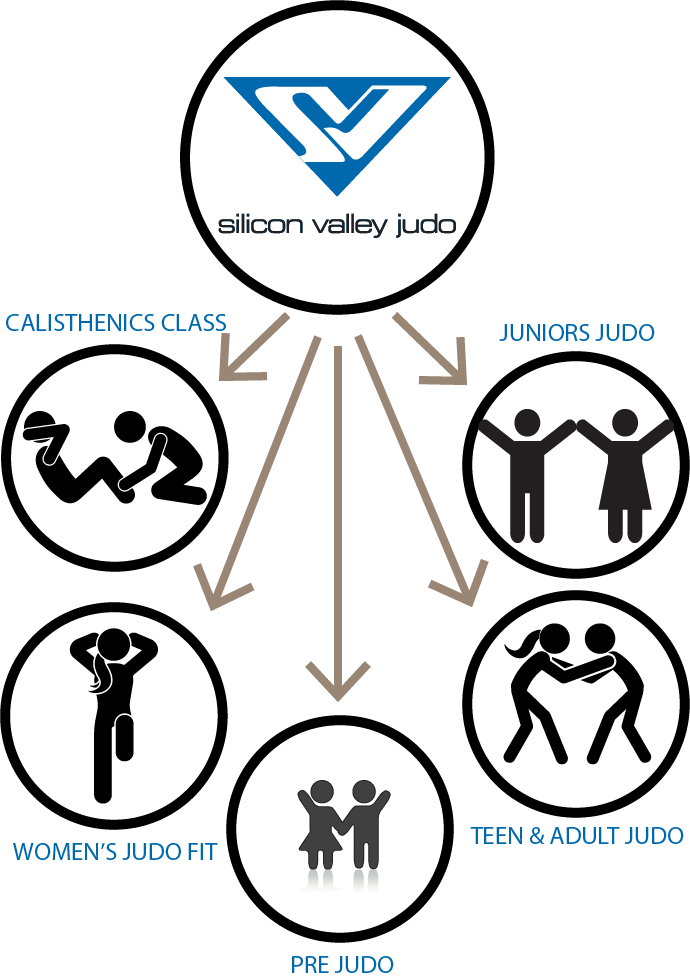 silicon valley judo
CALISTHENICS CLASS
JUNIORS JUDO
WOMEN'S JUDO FIT
TEEN & ADULT JUDO
PRE JUDO